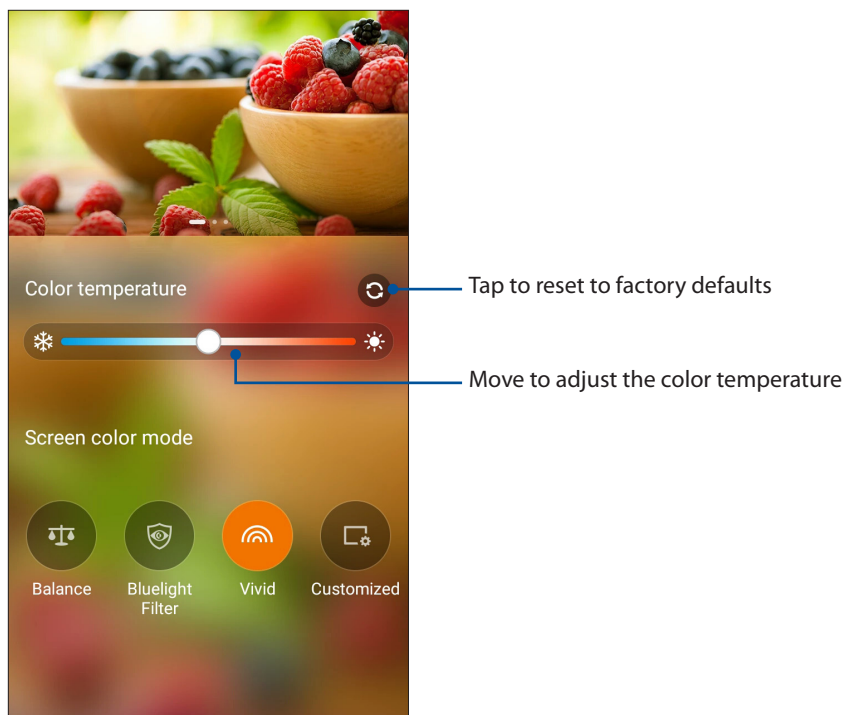 Color temperature
Tap to reset to factory defaults
Move to adjust the color temperature
Screen color mode
Balance
Bluelight
Filter
Vivid
Customized